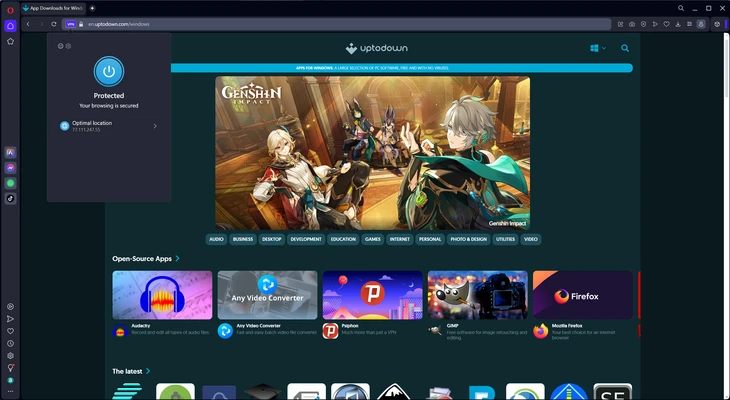 App Downloads for Wind
VPN
en.uptodown.com/windows
uptodown
Protected
Your browsing is secured
Optimal location
77.111.247.55
APPS FOR WINDOWS, A LARGE SELECTION OF PC SOFTWARE, FREE AND WITH NO VIRUSES.
GENSHIN
IMPACT
Genshin Impact
AUDIO BUSINESS DESKTOP DEVELOPMENT EDUCATION GAMES INTERNET PERSONAL PHOTO & DESIGN UTILITIES VIDEO
Open-Source Apps
Any Video Converter
Firefox
Audacity
Record and edit all types of audio files
Any Video Converter
Fast and easy batch video file converter
Psiphon
Much more than just a VPN
GIMP
Free software for image retouching and editing
Mozilla Firefox
Your best choice for an internet browser
The latest
SF